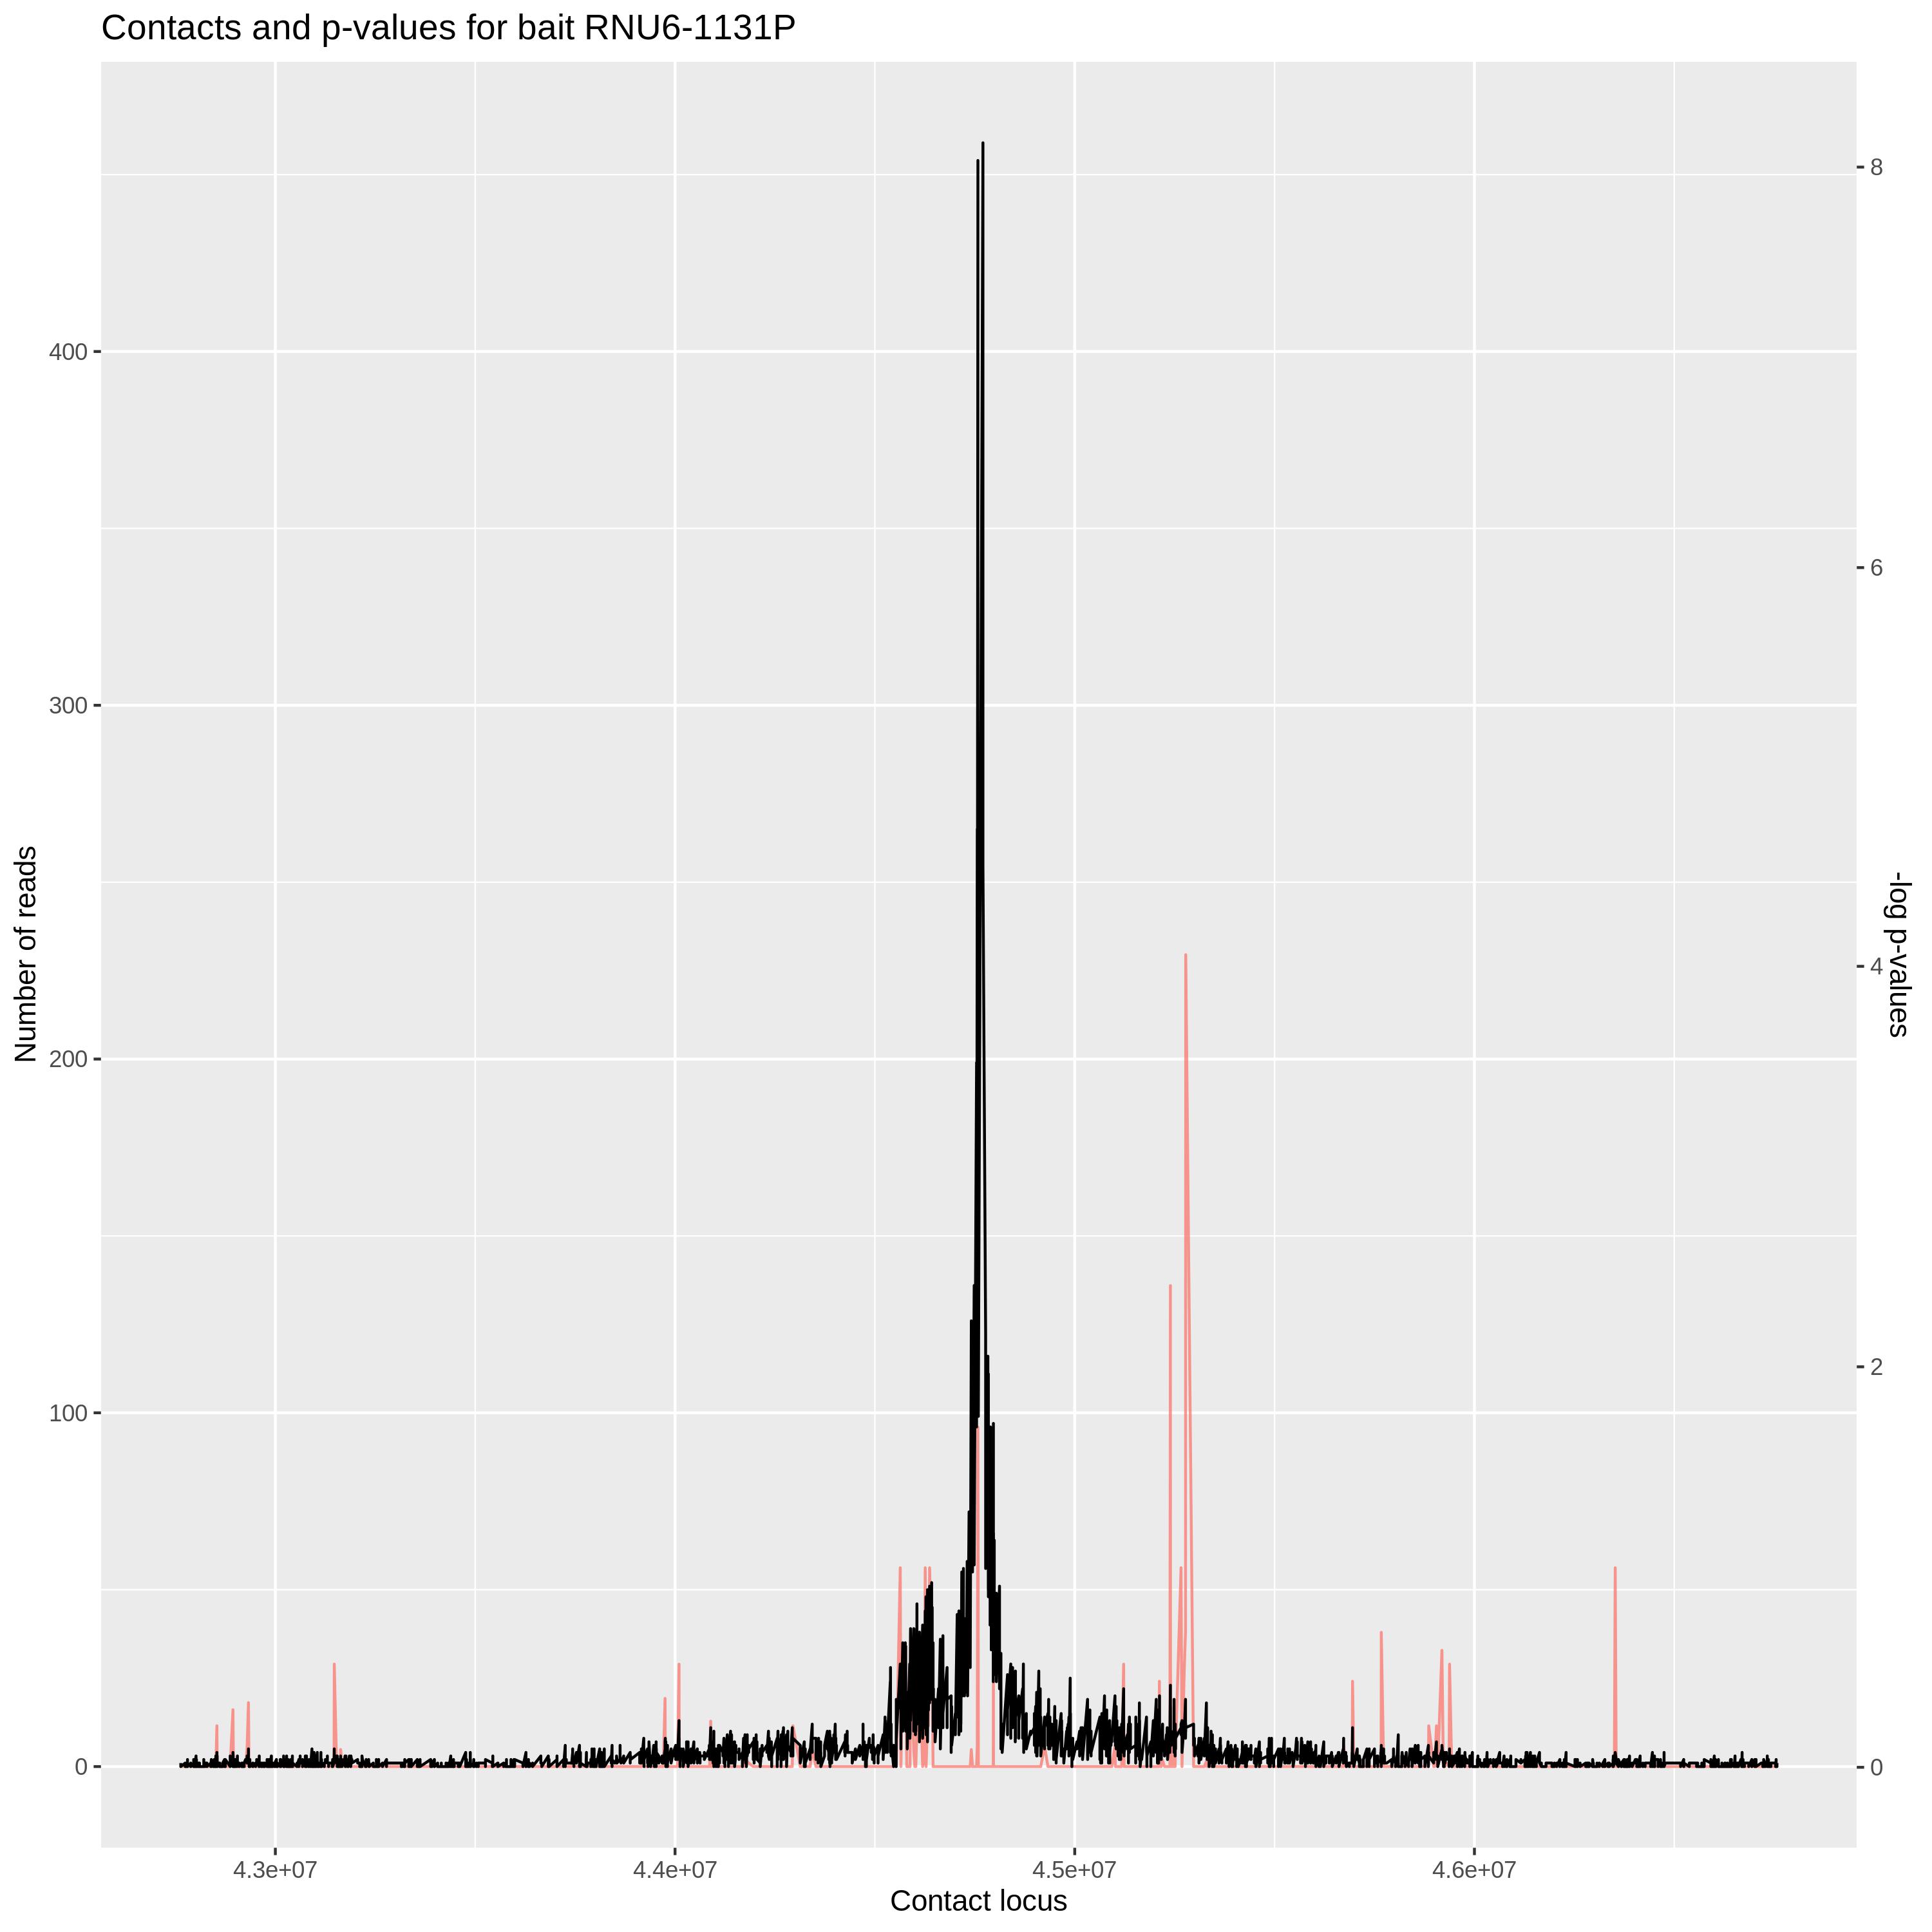 Contacts and p-values for bait RNU6-1131P
Number of reads
400
300
200
100
0
8
6
4
2
0
-log p-values
4.3e+07
4.4e+07
4.5e+07
4.6e+07
Contact locus